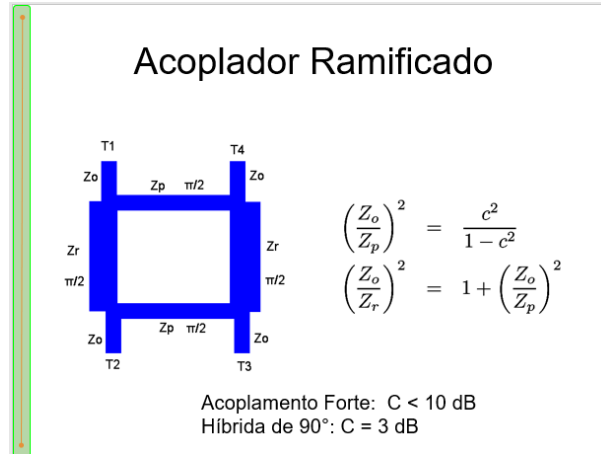 Acoplador Ramificado
T1 T4
Zo Zp π/2 Zo
Zr Zr
π/2 π/2
Zo Zp π/2 Zo
T2 T3
(Zo/Zp)² = c²/(1 − c²)
(Zo/Zr)² = 1 + (Zo/Zp)²
Acoplamento Forte: C < 10 dB
Híbrida de 90°: C = 3 dB